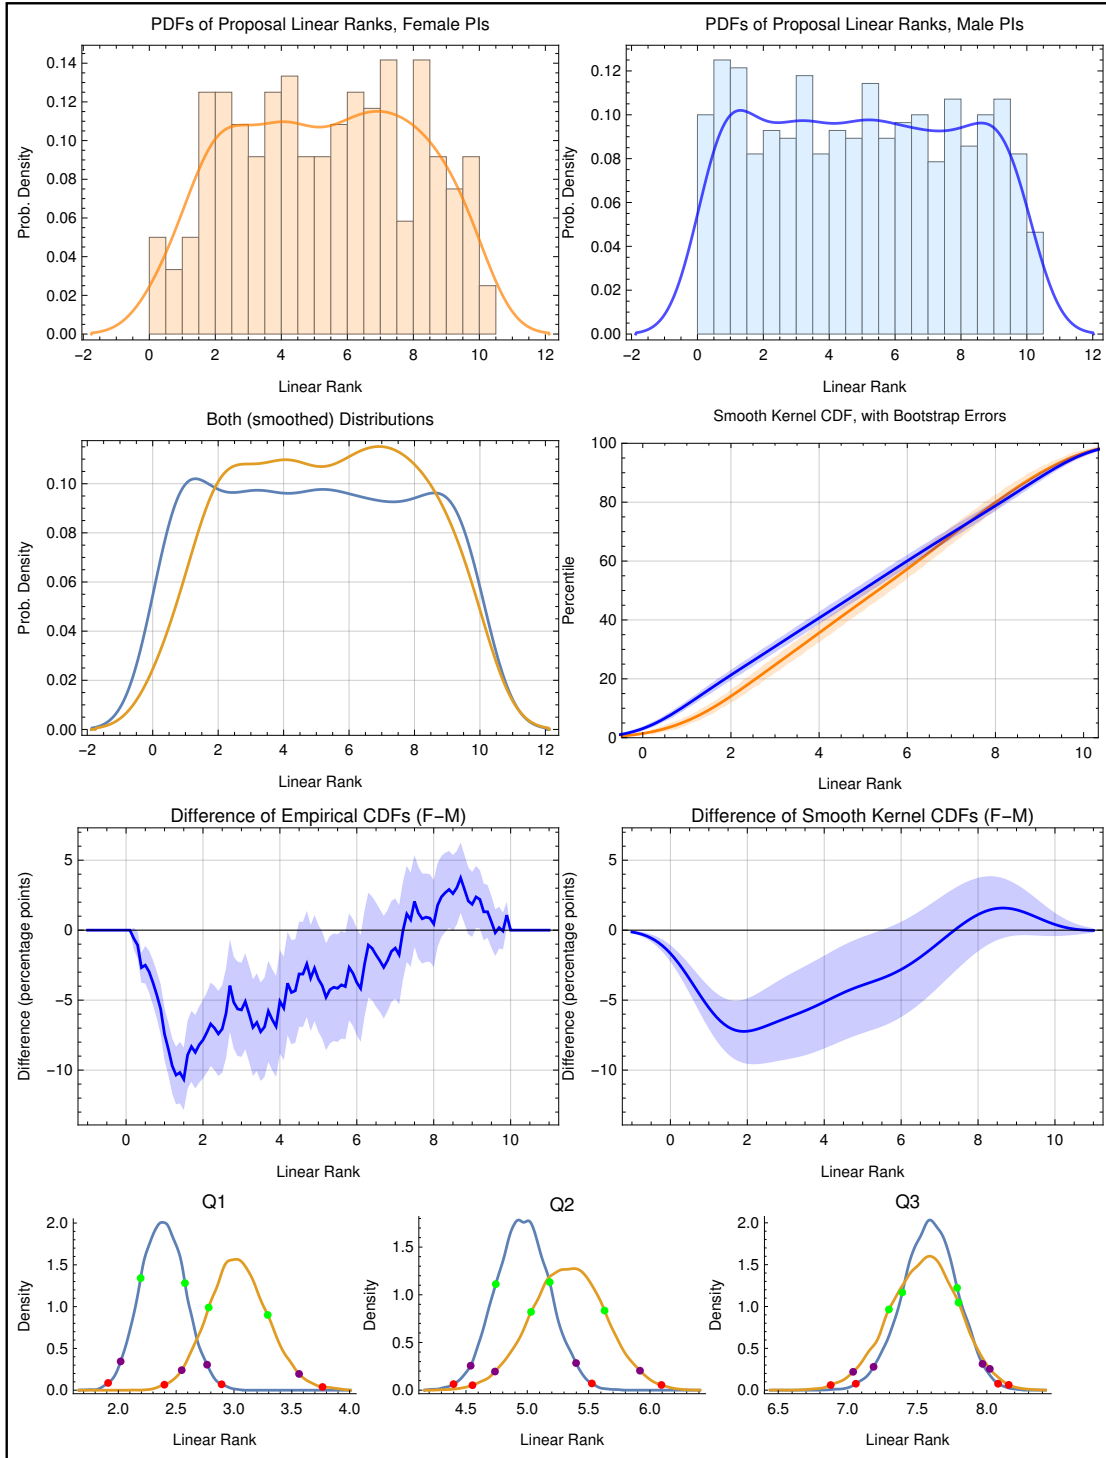 PDFs of Proposal Linear Ranks, Female PIs
PDFs of Proposal Linear Ranks, Male PIs
0.14
0.12
0.10
0.08
0.06
0.04
0.02
0.00
Prob. Density
−2 0 2 4 6 8 10 12
Linear Rank
0.12
0.10
0.08
0.06
0.04
0.02
0.00
Prob. Density
−2 0 2 4 6 8 10 12
Linear Rank
Both (smoothed) Distributions
Smooth Kernel CDF, with Bootstrap Errors
0.10
0.08
0.06
0.04
0.02
0.00
Prob. Density
−2 0 2 4 6 8 10 12
Linear Rank
100
80
60
40
20
0
Percentile
0 2 4 6 8 10
Linear Rank
Difference of Empirical CDFs (F−M)
Difference of Smooth Kernel CDFs (F−M)
5
0
−5
−10
Difference (percentage points)
0 2 4 6 8 10
Linear Rank
5
0
−5
−10
Difference (percentage points)
0 2 4 6 8 10
Linear Rank
Q1
Q2
Q3
2.0
1.5
1.0
0.5
0.0
Density
2.0 2.5 3.0 3.5 4.0
Linear Rank
1.5
1.0
0.5
0.0
Density
4.5 5.0 5.5 6.0
Linear Rank
2.0
1.5
1.0
0.5
0.0
Density
6.5 7.0 7.5 8.0
Linear Rank